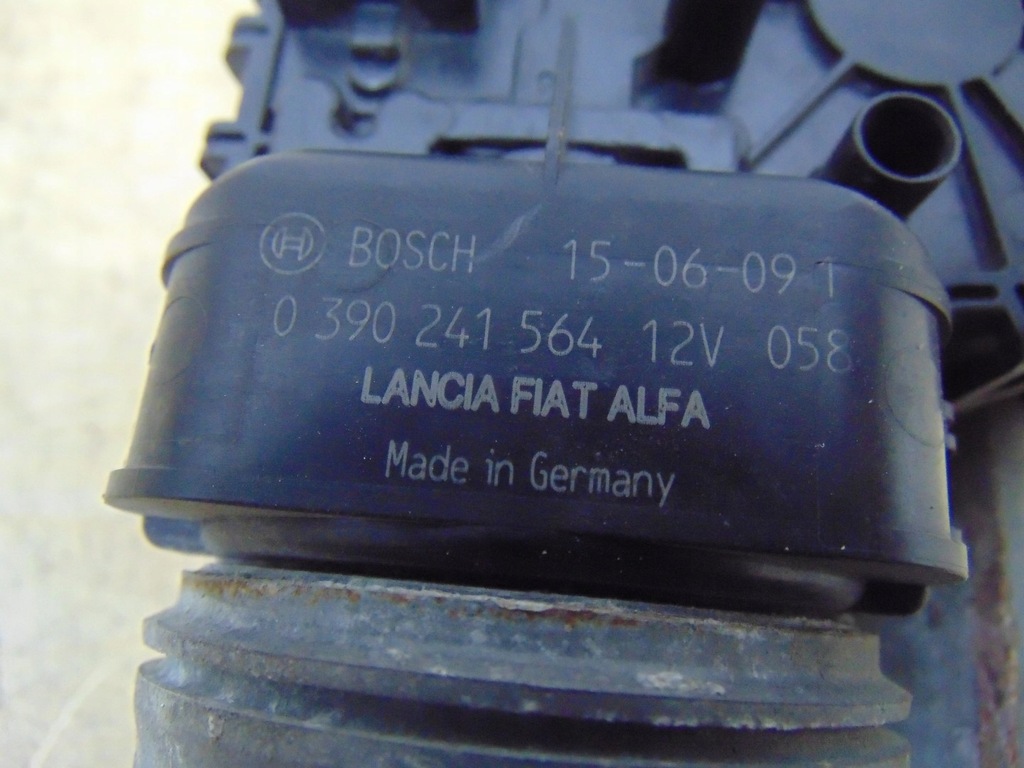 BOSCH 15-06-09 1
0 390 241 564 12V 058
LANCIA FIAT ALFA
Made in Germany